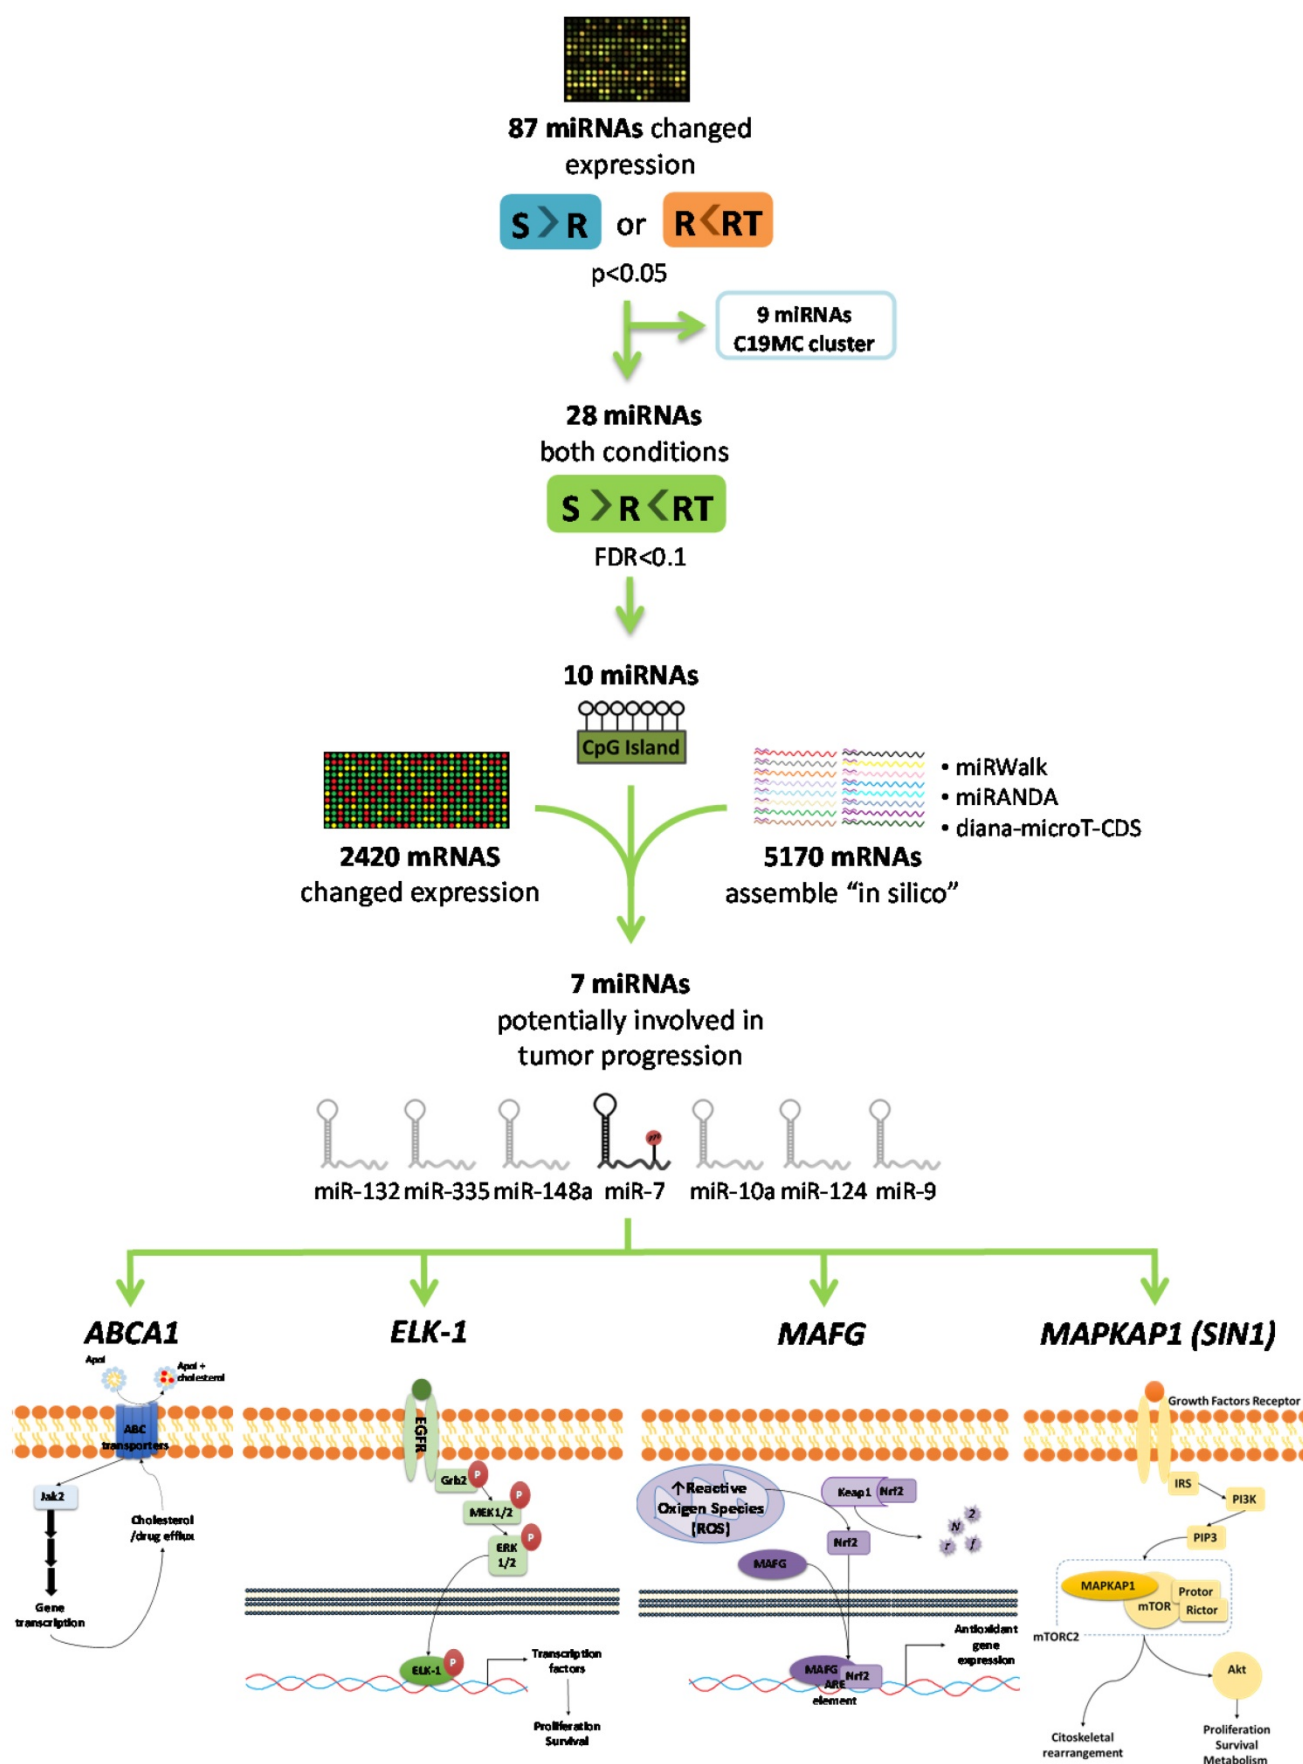 87 miRNAs changed
expression
S > R or R < RT
p<0.05
9 miRNAs
C19MC cluster
28 miRNAs
both conditions
S > R < RT
FDR<0.1
10 miRNAs
CpG Island
2420 mRNAS
changed expression
• miRWalk
• miRANDA
• diana-microT-CDS
5170 mRNAs
assemble “in silico”
7 miRNAs
potentially involved in
tumor progression
miR-132 miR-335 miR-148a miR-7 miR-10a miR-124 miR-9
ABCA1
ApoI
ApoI +
cholesterol
ABC
transporters
Jak2
Cholesterol
/drug efflux
Gene
transcription
ELK-1
EGFR
Grb2
P
MEK1/2
P
ERK
1/2
P
ELK-1
P
Transcription
factors
Proliferation
Survival
MAFG
↑Reactive
Oxigen Species
(ROS)
Keap1
Nrf2
N
2
r
f
Nrf2
MAFG
Antioxidant
gene
expression
MAFG
Nrf2
ARE
element
MAPKAP1 (SIN1)
Growth Factors Receptor
IRS
PI3K
PIP3
MAPKAP1
mTOR
Protor
Rictor
mTORC2
Akt
Citoskeletal
rearrangement
Proliferation
Survival
Metabolism